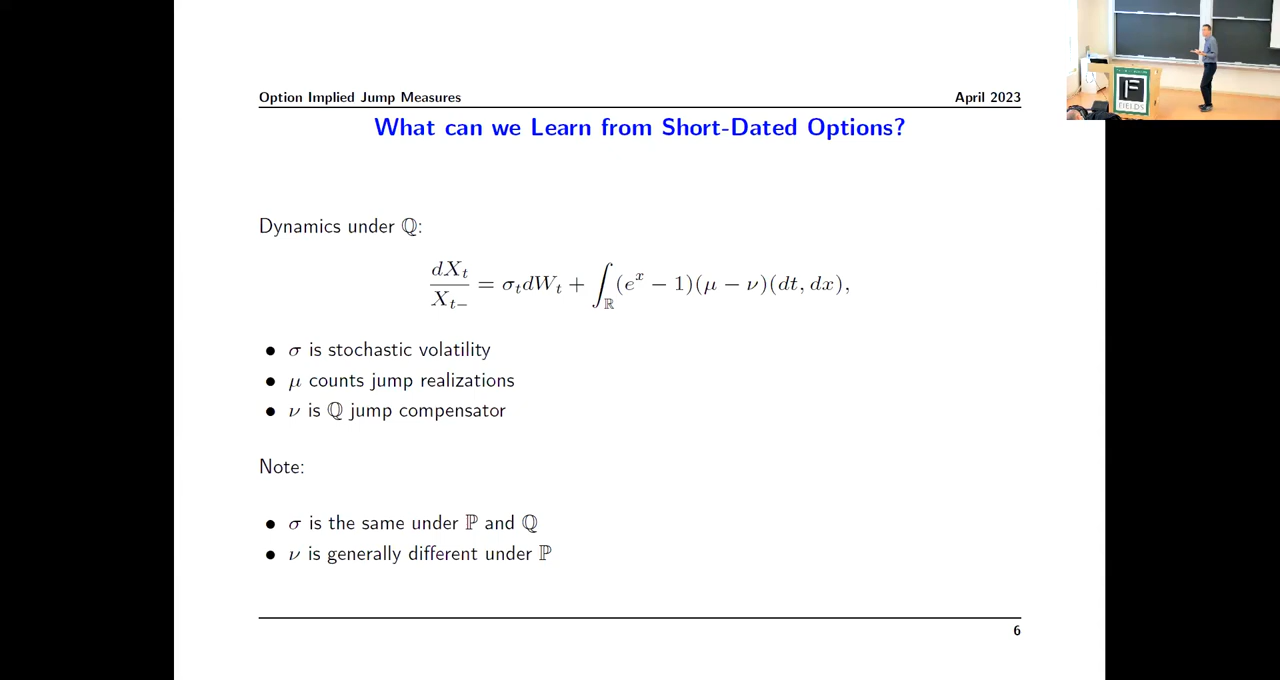 Option Implied Jump Measures April 2023
What can we Learn from Short-Dated Options?
Dynamics under ℚ:
dX_t / X_{t−} = σ_t dW_t + ∫_ℝ (e^x − 1)(μ − ν)(dt, dx),
• σ is stochastic volatility
• μ counts jump realizations
• ν is ℚ jump compensator
Note:
• σ is the same under ℙ and ℚ
• ν is generally different under ℙ
6
F
FIELDS